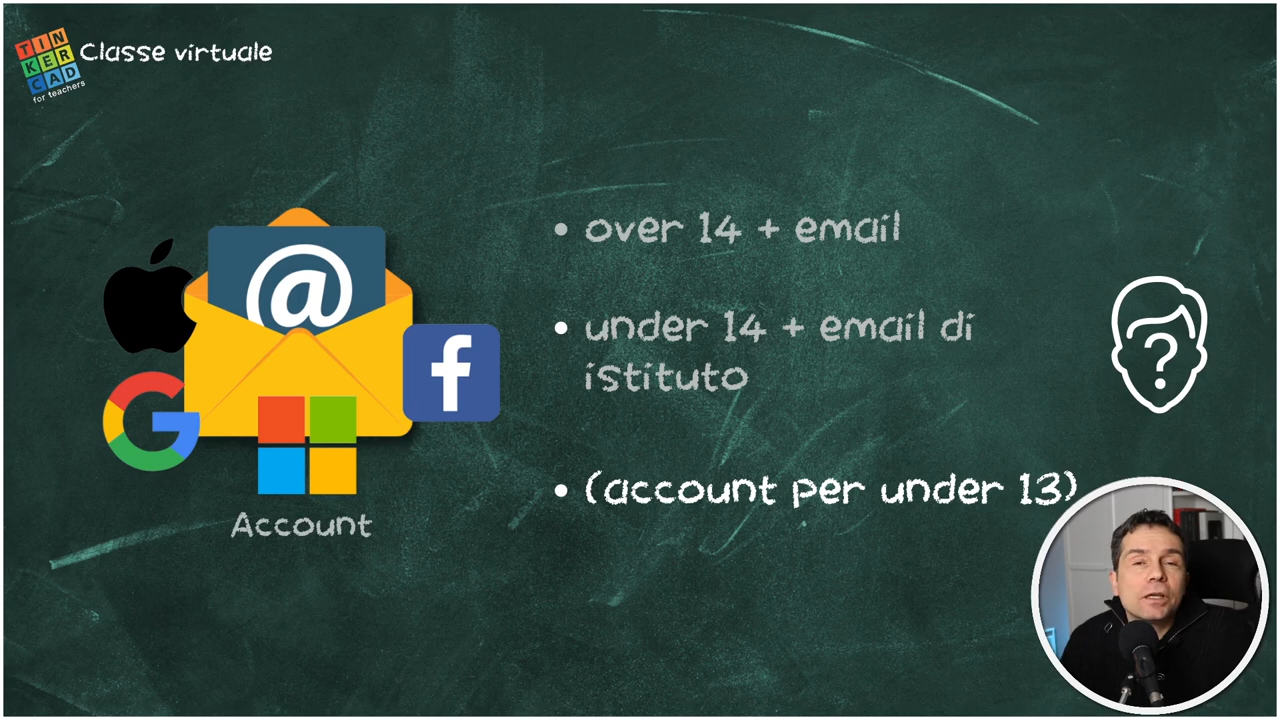 TIN
KER
CAD
for teachers
Classe virtuale
over 14 + email
under 14 + email di
istituto
(account per under 13)
@
f
G
?
Account